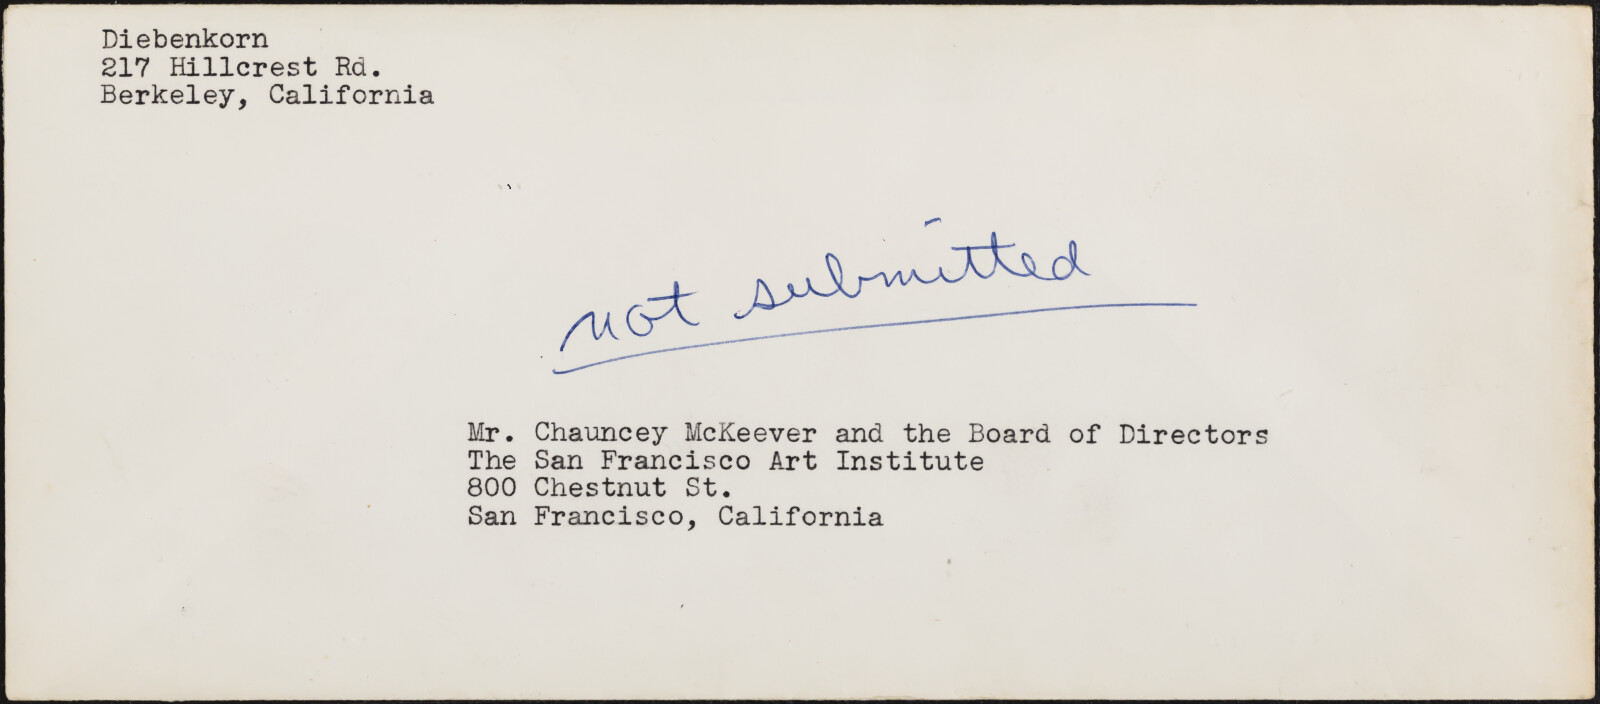 Diebenkorn
217 Hillcrest Rd.
Berkeley, California
not submitted
Mr. Chauncey McKeever and the Board of Directors
The San Francisco Art Institute
800 Chestnut St.
San Francisco, California